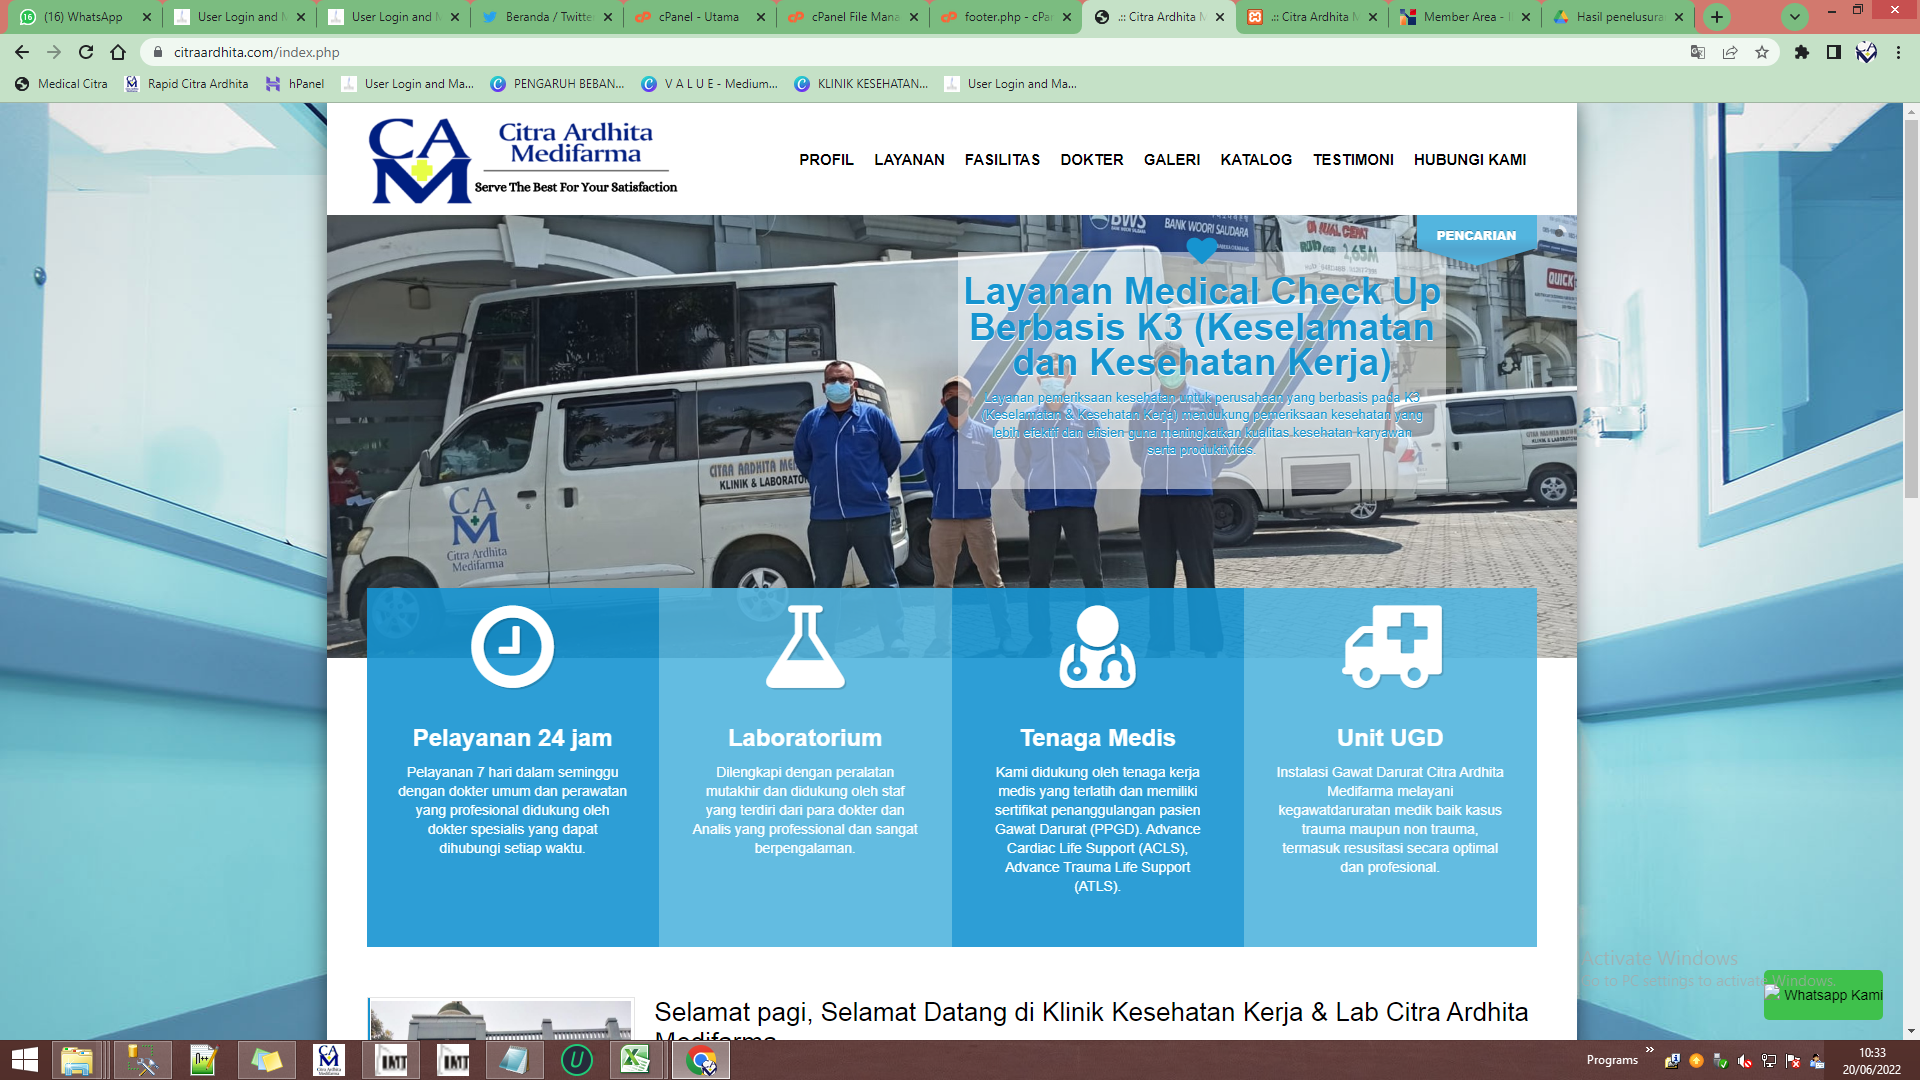 (16) WhatsApp
User Login and M
User Login and M
Beranda / Twitte
cPanel - Utama
cPanel File Mana
footer.php - cPa
.:: Citra Ardhita M
.:: Citra Ardhita M
Member Area - I
Hasil penelusura
citraardhita.com/index.php
Medical Citra
Rapid Citra Ardhita
hPanel
User Login and Ma...
PENGARUH BEBAN...
V A L U E - Medium...
KLINIK KESEHATAN...
User Login and Ma...
CAM
Citra Ardhita
Medifarma
Serve The Best For Your Satisfaction
PROFIL
LAYANAN
FASILITAS
DOKTER
GALERI
KATALOG
TESTIMONI
HUBUNGI KAMI
BWS
BANK WOORI SAUDARA
DI JUAL CEPAT
QUICK
PENCARIAN
Layanan Medical Check Up
Berbasis K3 (Keselamatan
dan Kesehatan Kerja)
Layanan pemeriksaan kesehatan untuk perusahaan yang berbasis pada K3
(Keselamatan & Kesehatan Kerja) mendukung pemeriksaan kesehatan yang
lebih efektif dan efisien guna meningkatkan kualitas kesehatan karyawan
serta produktivitas.
CITRA ARDHITA ME
KLINIK & LABORATO
CAM
Citra Ardhita
Medifarma
Pelayanan 24 jam
Pelayanan 7 hari dalam seminggu
dengan dokter umum dan perawatan
yang profesional didukung oleh
dokter spesialis yang dapat
dihubungi setiap waktu.
Laboratorium
Dilengkapi dengan peralatan
mutakhir dan didukung oleh staf
yang terdiri dari para dokter dan
Analis yang professional dan sangat
berpengalaman.
Tenaga Medis
Kami didukung oleh tenaga kerja
medis yang terlatih dan memiliki
sertifikat penanggulangan pasien
Gawat Darurat (PPGD). Advance
Cardiac Life Support (ACLS),
Advance Trauma Life Support
(ATLS).
Unit UGD
Instalasi Gawat Darurat Citra Ardhita
Medifarma melayani
kegawatdaruratan medik baik kasus
trauma maupun non trauma,
termasuk resusitasi secara optimal
dan profesional.
Activate Windows
Go to PC settings to activate Windows.
Whatsapp Kami
Selamat pagi, Selamat Datang di Klinik Kesehatan Kerja & Lab Citra Ardhita
Medifarma
Programs
10:33
20/06/2022